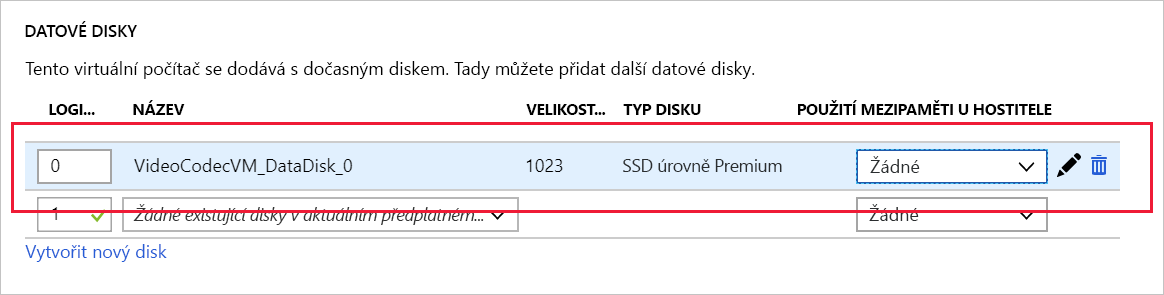 DATOVÉ DISKY
Tento virtuální počítač se dodává s dočasným diskem. Tady můžete přidat další datové disky.
LOGI... NÁZEV VELIKOST... TYP DISKU POUŽITÍ MEZIPAMĚTI U HOSTITELE
0 VideoCodecVM_DataDisk_0 1023 SSD úrovně Premium Žádné
1 Žádné existující disky v aktuálním předplatném... Žádné
Vytvořit nový disk